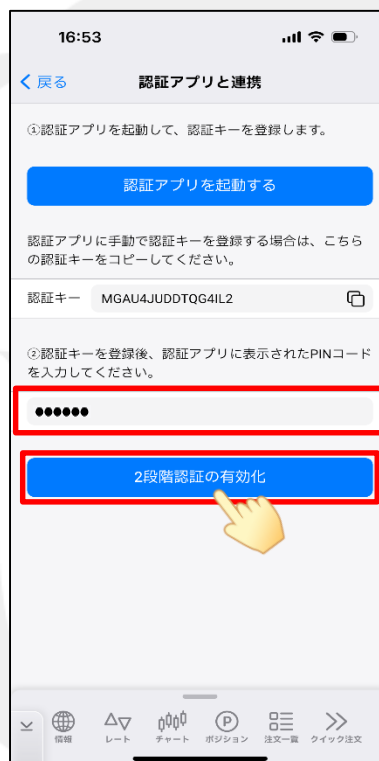 16:53
戻る 認証アプリと連携
①認証アプリを起動して、認証キーを登録します。
認証アプリを起動する
認証アプリに手動で認証キーを登録する場合は、こちら
の認証キーをコピーしてください。
認証キー MGAU4JUDDTQG4IL2
②認証キーを登録後、認証アプリに表示されたPINコード
を入力してください。
●●●●●●
2段階認証の有効化
情報 レート チャート ポジション 注文一覧 クイック注文